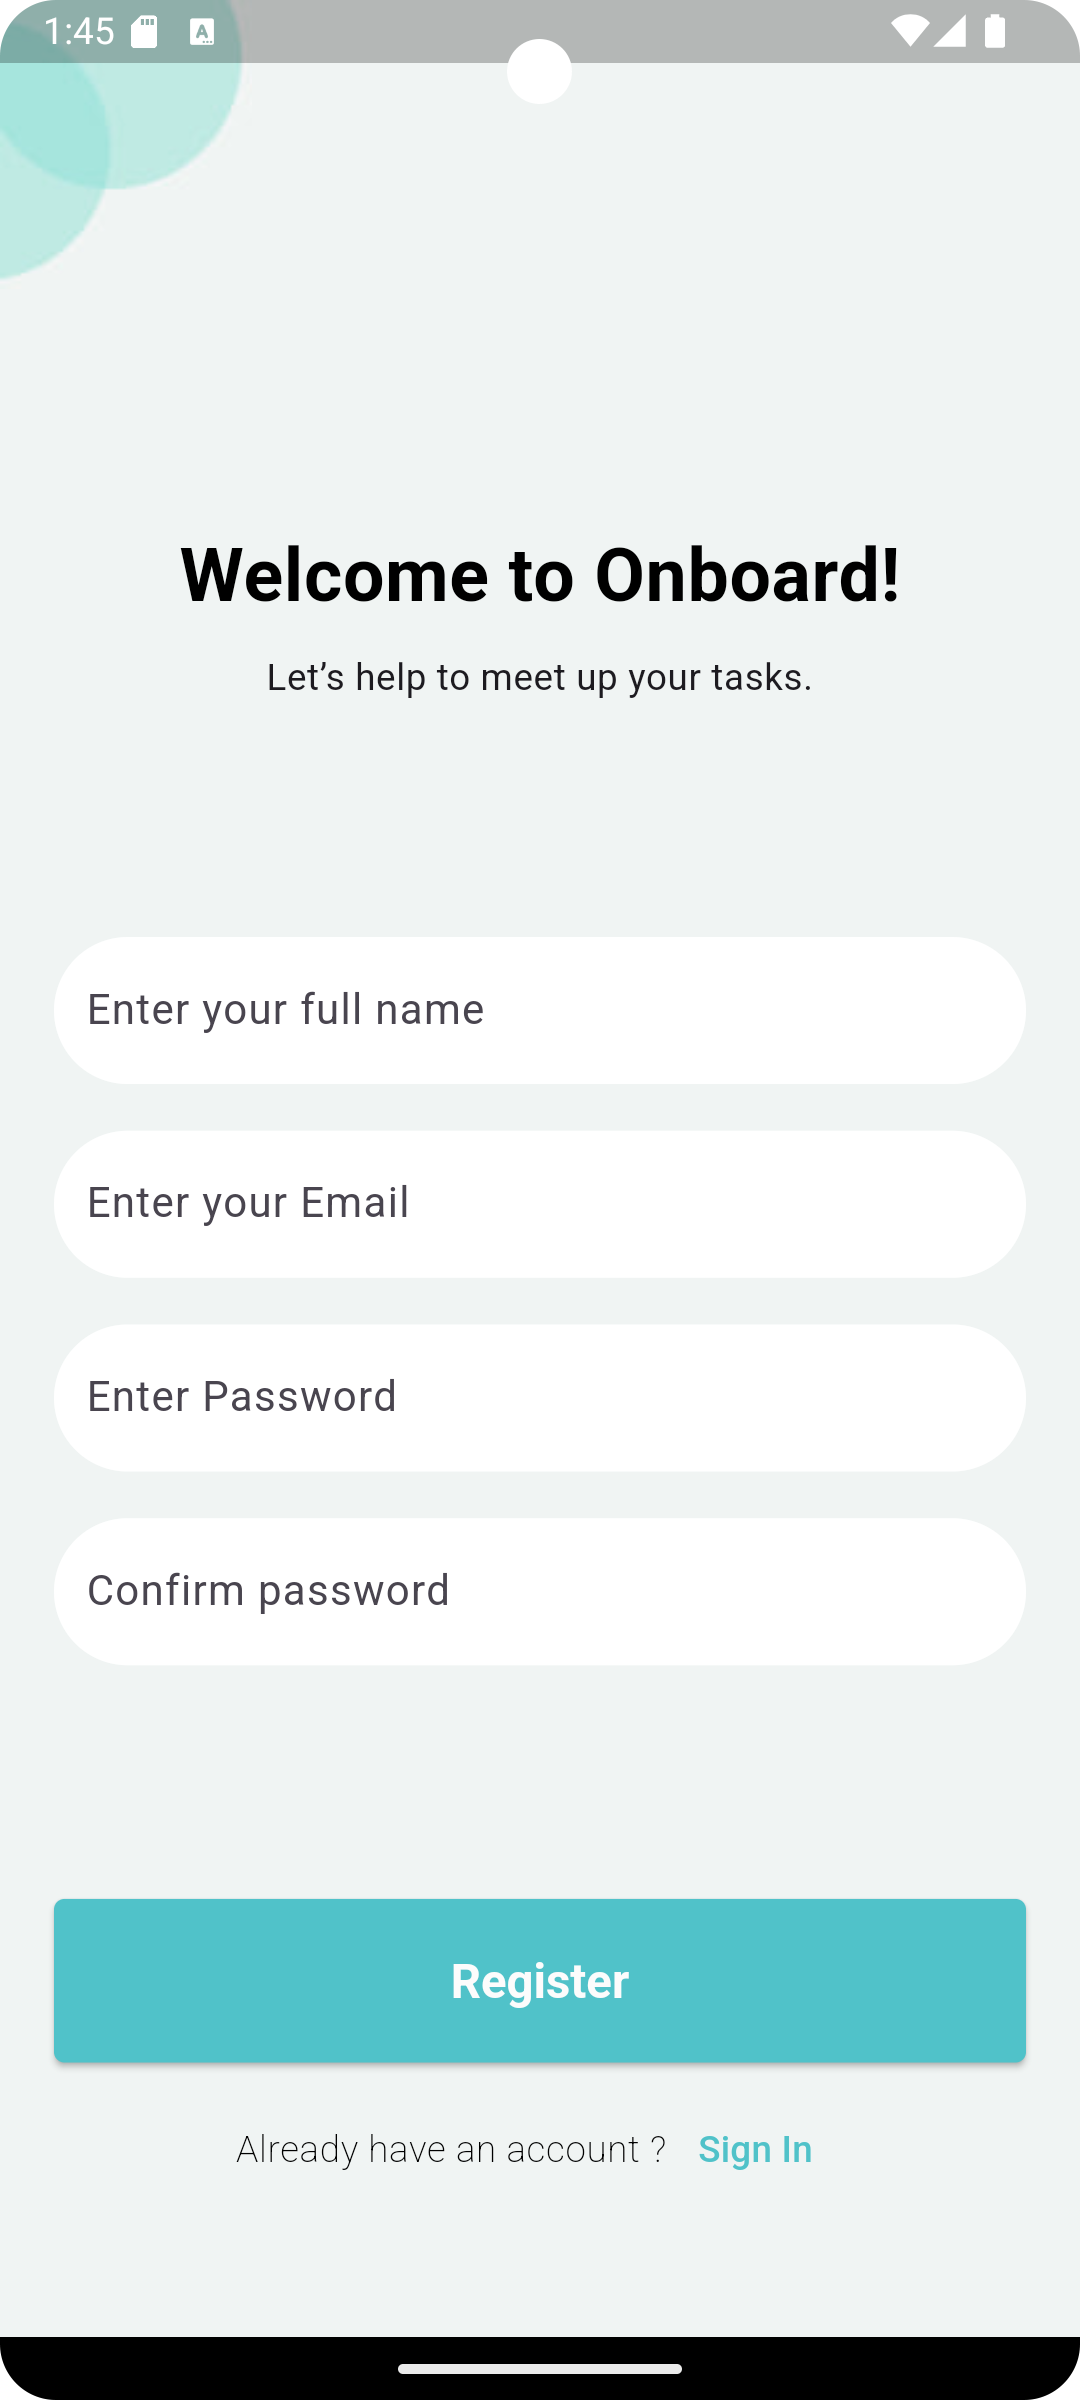 1:45
Welcome to Onboard!
Let’s help to meet up your tasks.
Enter your full name
Enter your Email
Enter Password
Confirm password
Register
Already have an account ? Sign In